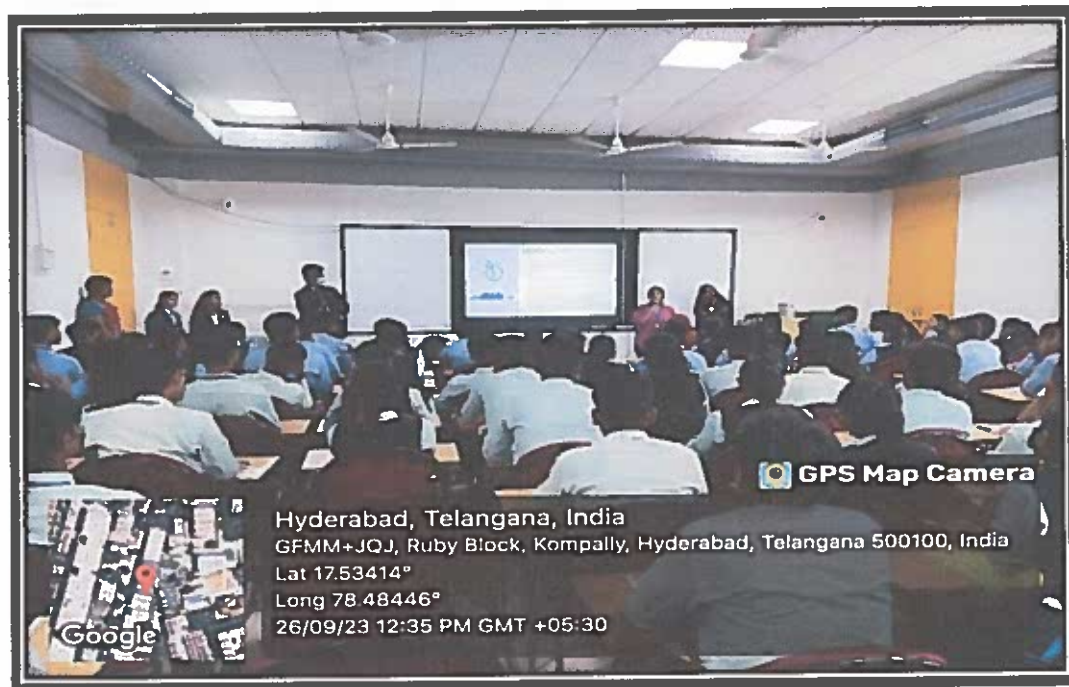 GPS Map Camera
Hyderabad, Telangana, India
GFMM+JQJ, Ruby Block, Kompally, Hyderabad, Telangana 500100, India
Lat 17.53414°
Long 78.48446°
26/09/23 12:35 PM GMT +05:30
Google